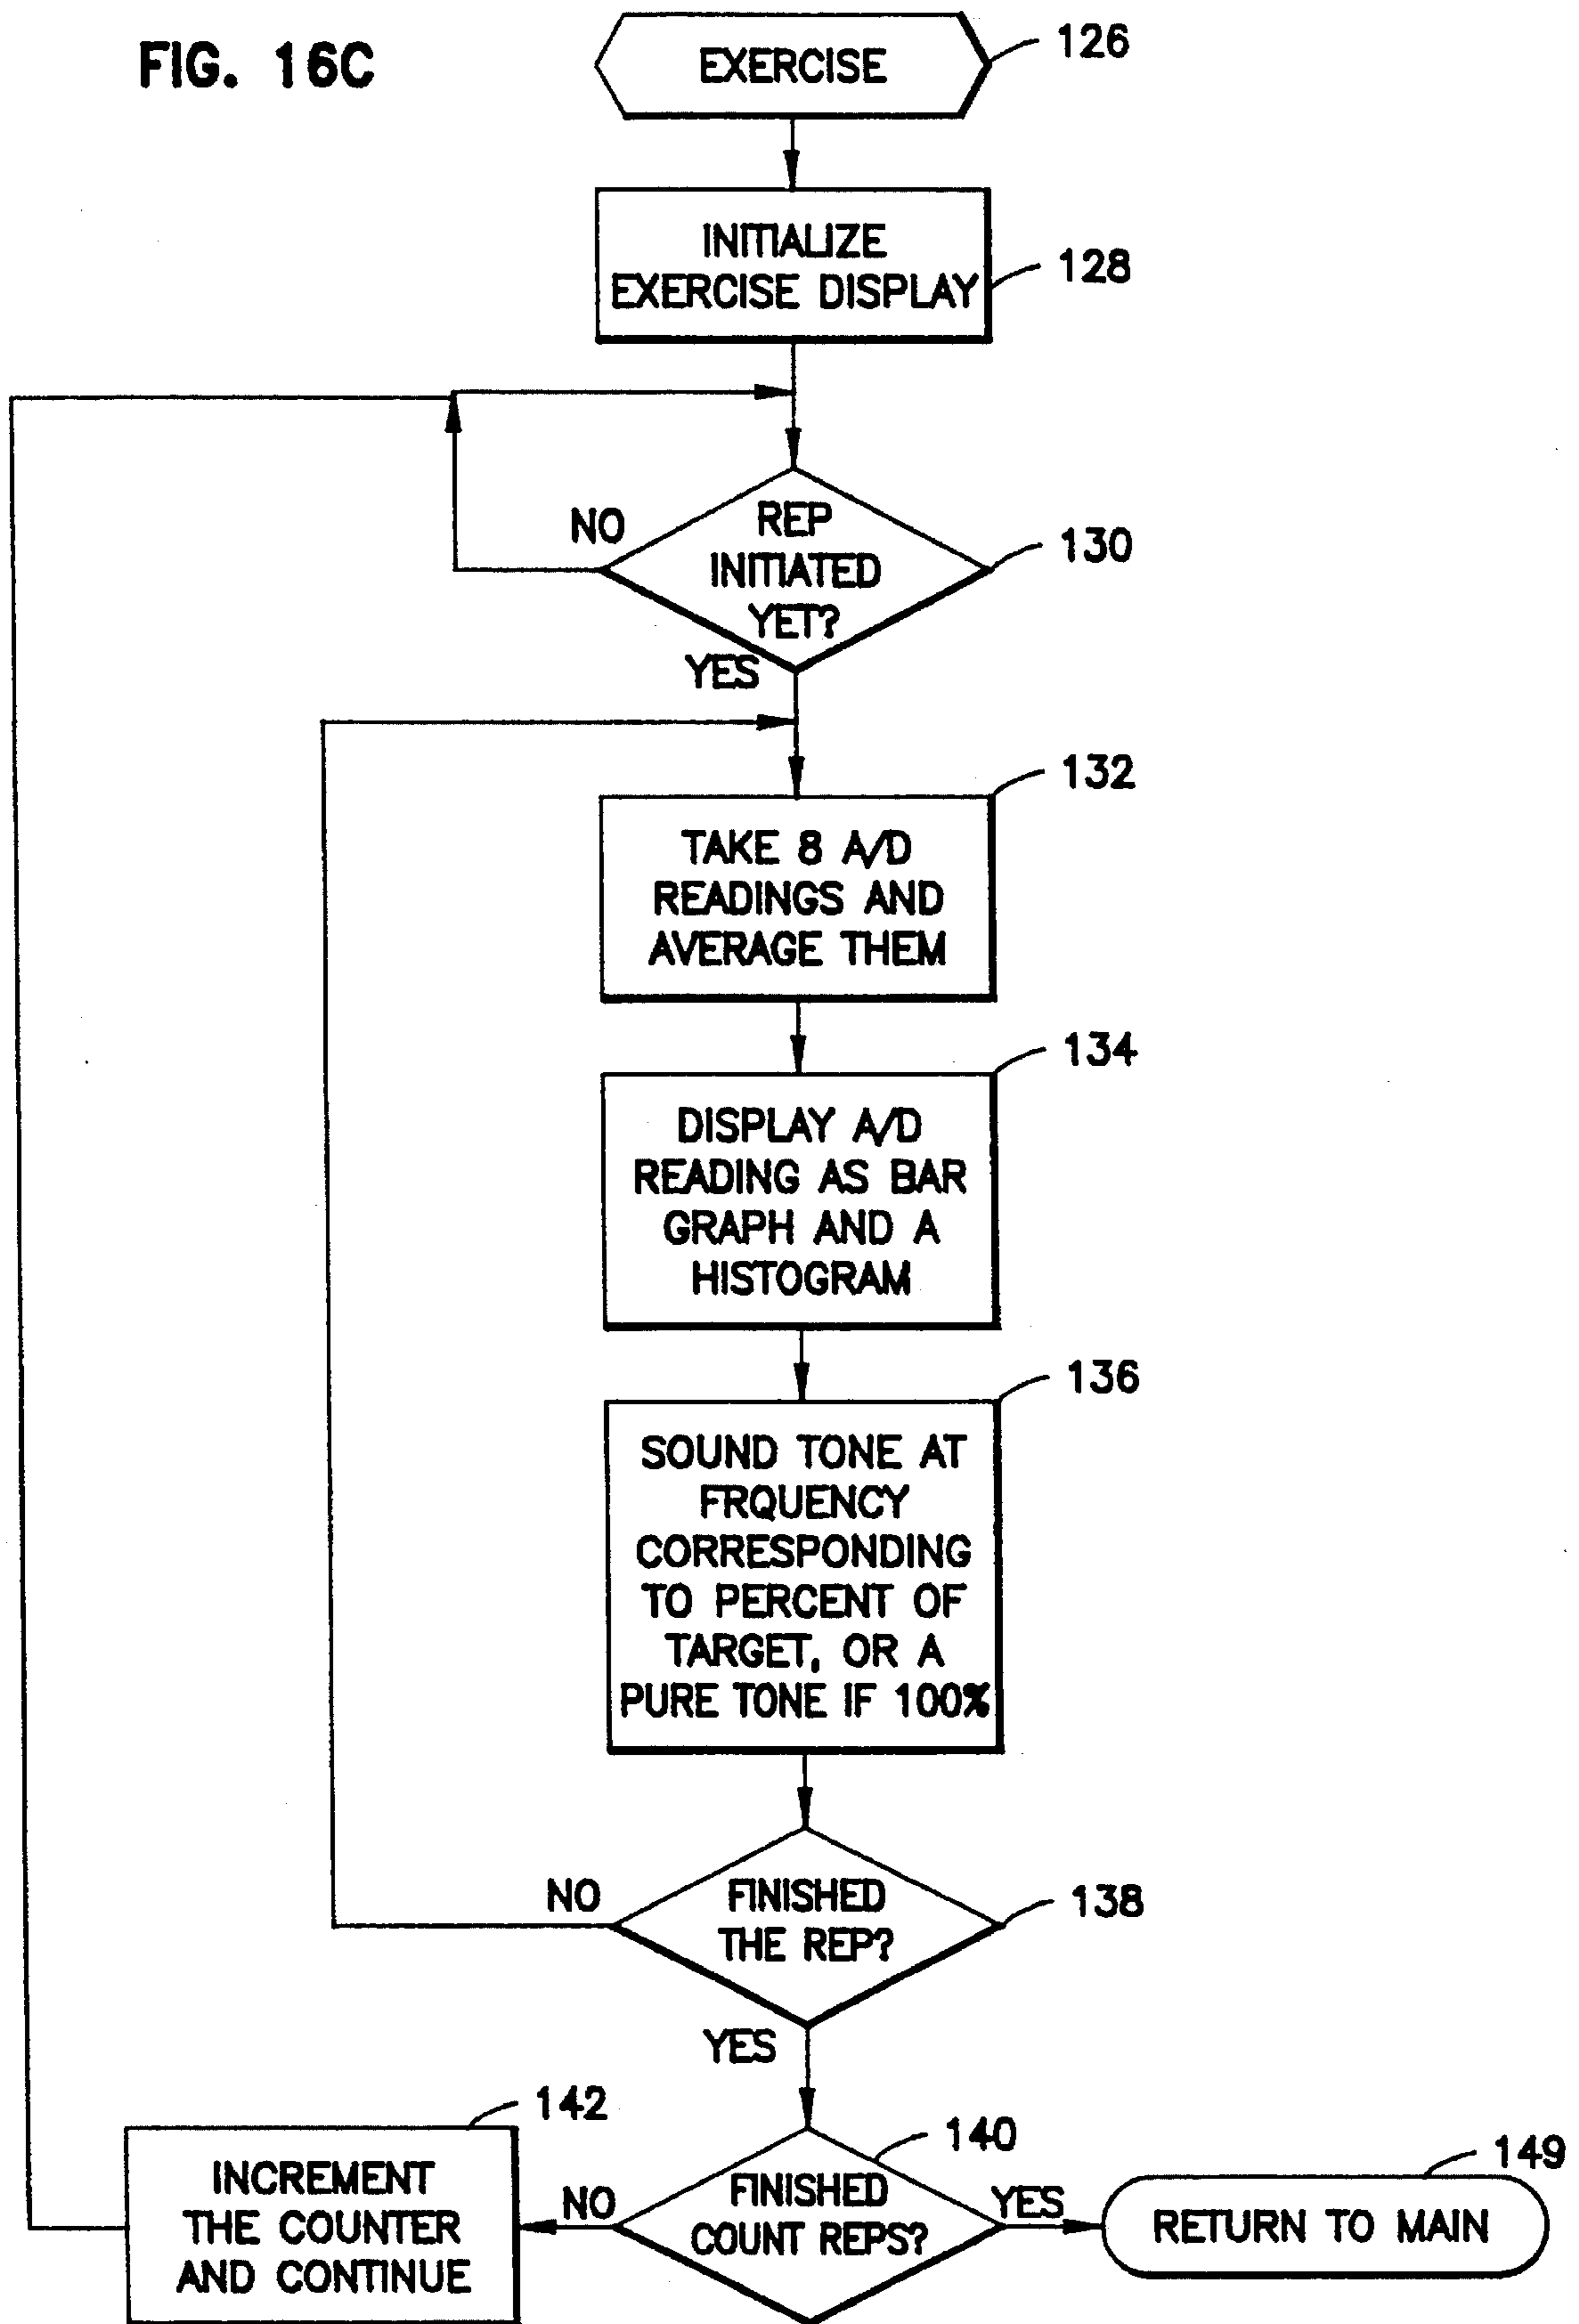 FIG. 16C
EXERCISE
126
INITIALIZE
EXERCISE DISPLAY
128
NO
REP
INITIATED
YET?
130
YES
132
TAKE 8 A/D
READINGS AND
AVERAGE THEM
134
DISPLAY A/D
READING AS BAR
GRAPH AND A
HISTOGRAM
136
SOUND TONE AT
FRQUENCY
CORRESPONDING
TO PERCENT OF
TARGET, OR A
PURE TONE IF 100%
NO
FINISHED
THE REP?
138
YES
142
INCREMENT
THE COUNTER
AND CONTINUE
NO
140
FINISHED
COUNT REPS?
YES
149
RETURN TO MAIN